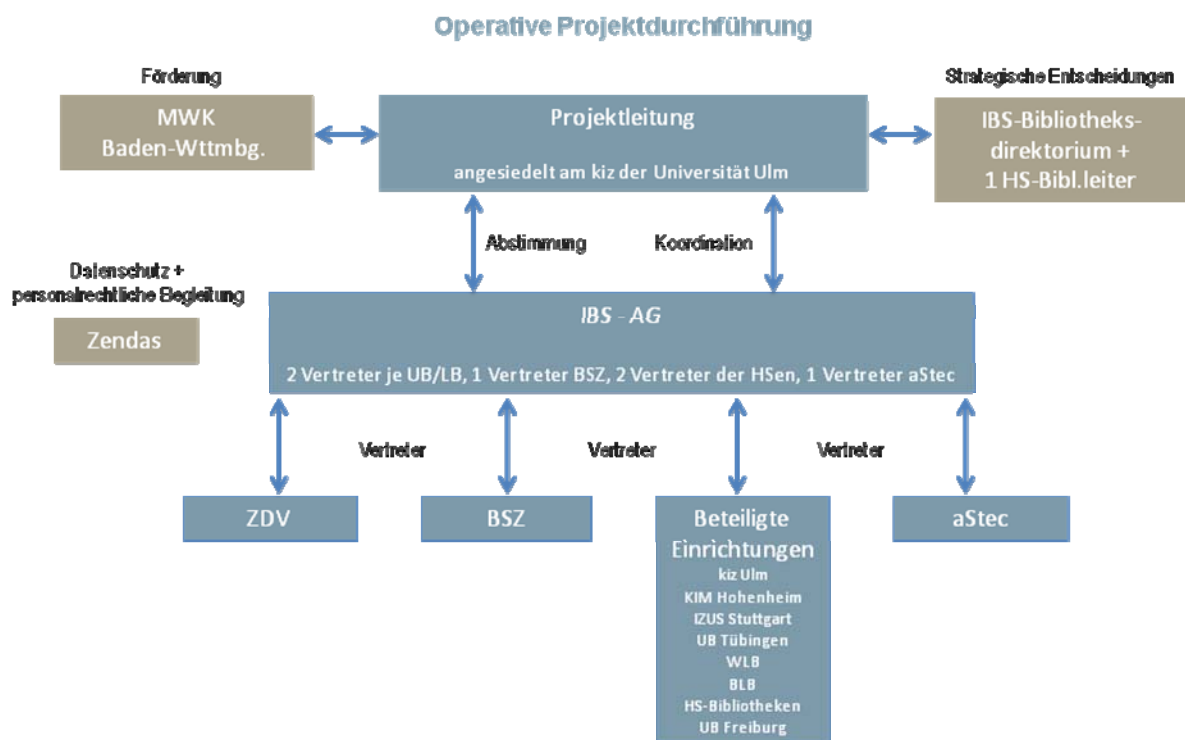 Operative Projektdurchführung
Förderung
MWK
Baden-Wttmbg.
Projektleitung
angesiedelt am kiz der Universität Ulm
Strategische Entscheidungen
IBS-Bibliotheks-
direktorium +
1 HS-Bibl.leiter
Abstimmung
Koordination
Datenschutz +
personalrechtliche Begleitung
Zendas
IBS - AG
2 Vertreter je UB/LB, 1 Vertreter BSZ, 2 Vertreter der HSen, 1 Vertreter aStec
Vertreter
Vertreter
Vertreter
ZDV
BSZ
Beteiligte
Einrichtungen
kiz Ulm
KIM Hohenheim
IZUS Stuttgart
UB Tübingen
WLB
BLB
HS-Bibliotheken
UB Freiburg
aStec